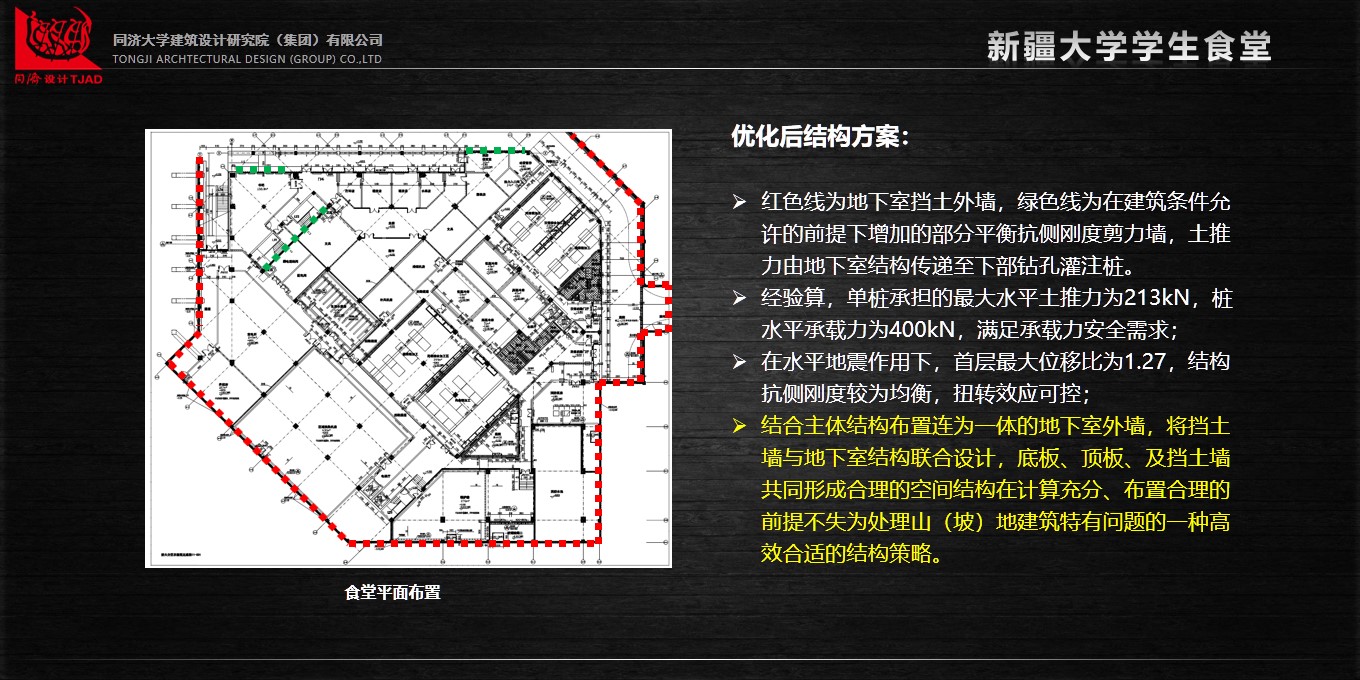 同济大学建筑设计研究院（集团）有限公司
TONGJI ARCHTECTURAL DESIGN (GROUP) CO.,LTD
同济设计TJAD
新疆大学学生食堂
优化后结构方案：
➢ 红色线为地下室挡土外墙，绿色线为在建筑条件允
许的前提下增加的部分平衡抗侧刚度剪力墙，土推
力由地下室结构传递至下部钻孔灌注桩。
➢ 经验算，单桩承担的最大水平土推力为213kN，桩
水平承载力为400kN，满足承载力安全需求；
➢ 在水平地震作用下，首层最大位移比为1.27，结构
抗侧刚度较为均衡，扭转效应可控；
➢ 结合主体结构布置连为一体的地下室外墙，将挡土
墙与地下室结构联合设计，底板、顶板、及挡土墙
共同形成合理的空间结构在计算充分、布置合理的
前提不失为处理山（坡）地建筑特有问题的一种高
效合适的结构策略。
食堂平面布置